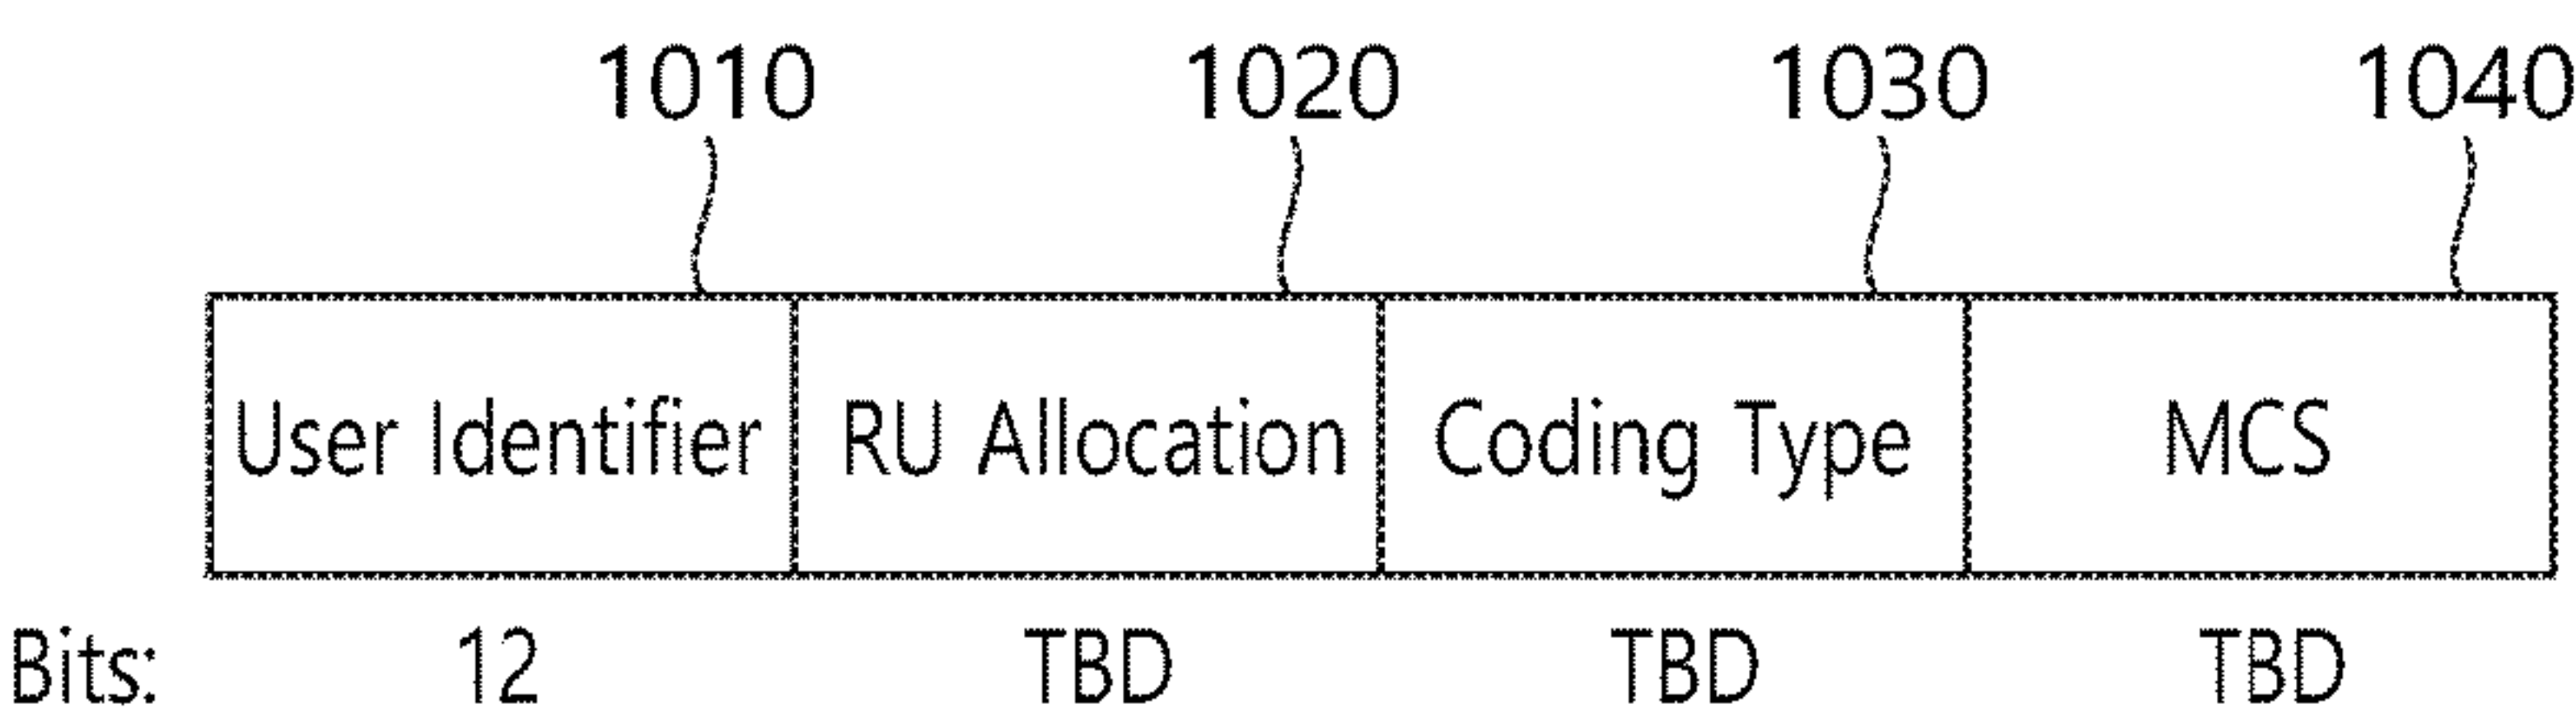 1010 1020 1030 1040
User Identifier RU Allocation Coding Type MCS
Bits: 12 TBD TBD TBD